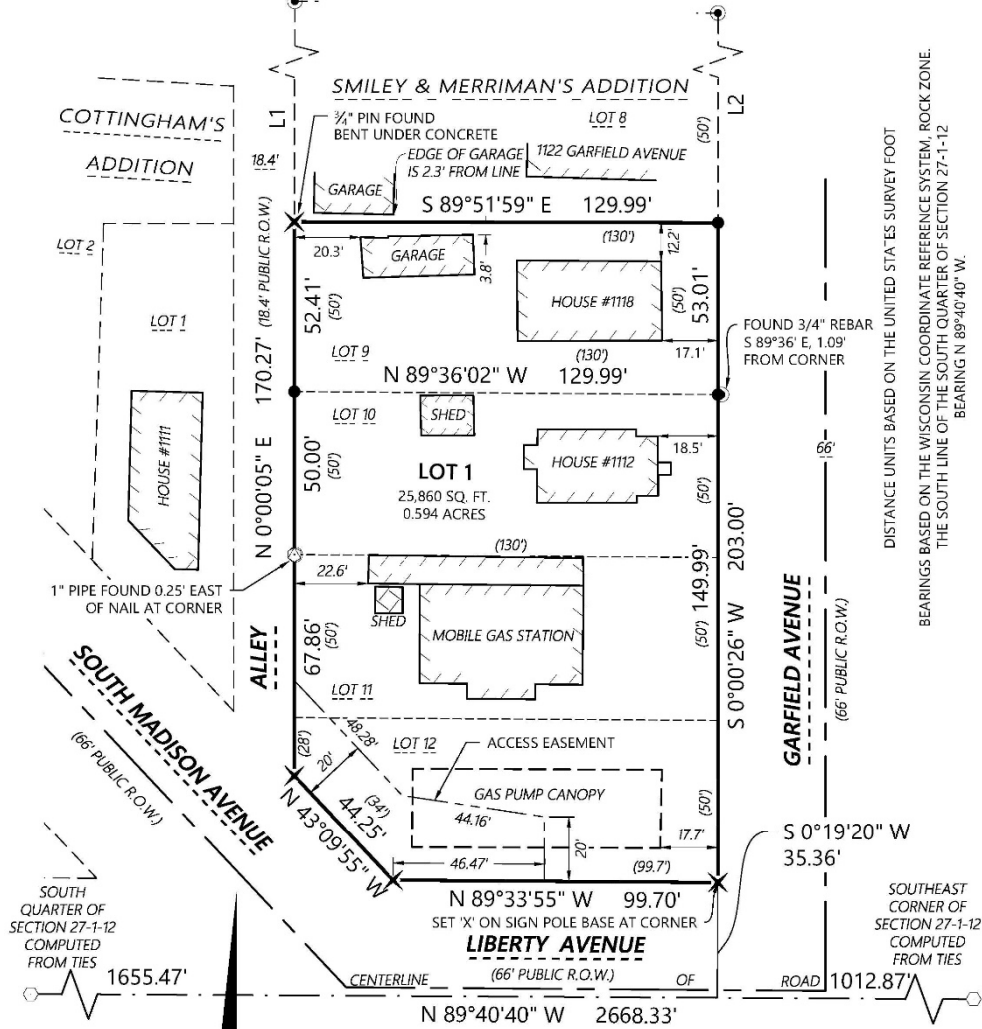 SMILEY & MERRIMAN'S ADDITION
LOT 8
COTTINGHAM'S
ADDITION
L1
L2
(50')
¾" PIN FOUND
BENT UNDER CONCRETE
EDGE OF GARAGE
IS 2.3' FROM LINE
1122 GARFIELD AVENUE
18.4'
GARAGE
S 89°51'59" E 129.99'
(130')
LOT 2
LOT 1
20.3'
GARAGE
3.8'
12.2'
HOUSE #1118
(50')
53.01'
17.1'
52.41'
(50')
(18.4' PUBLIC R.O.W.)
170.27'
N 0°00'05" E
LOT 9
(130')
N 89°36'02" W 129.99'
FOUND 3/4" REBAR
S 89°36' E, 1.09'
FROM CORNER
LOT 10
SHED
HOUSE #1111
50.00'
(50')
LOT 1
25,860 SQ. FT.
0.594 ACRES
HOUSE #1112
18.5'
(50')
66'
203.00'
149.99'
S 0°00'26" W
(50')
1" PIPE FOUND 0.25' EAST
OF NAIL AT CORNER
(130')
22.6'
SHED
MOBILE GAS STATION
67.86'
(50')
ALLEY
LOT 11
GARFIELD AVENUE
(66' PUBLIC R.O.W.)
SOUTH MADISON AVENUE
(66' PUBLIC R.O.W.)
LOT 12
ACCESS EASEMENT
48.28'
(28')
20'
(34')
44.25'
N 43°09'55" W
GAS PUMP CANOPY
44.16'
(50')
17.7'
46.47'
20'
(99.7')
N 89°33'55" W 99.70'
S 0°19'20" W
35.36'
SET 'X' ON SIGN POLE BASE AT CORNER
LIBERTY AVENUE
(66' PUBLIC R.O.W.)
SOUTH
QUARTER OF
SECTION 27-1-12
COMPUTED
FROM TIES
SOUTHEAST
CORNER OF
SECTION 27-1-12
COMPUTED
FROM TIES
1655.47'
CENTERLINE OF ROAD
1012.87'
N 89°40'40" W 2668.33'
DISTANCE UNITS BASED ON THE UNITED STATES SURVEY FOOT
BEARINGS BASED ON THE WISCONSIN COORDINATE REFERENCE SYSTEM, ROCK ZONE.
THE SOUTH LINE OF THE SOUTH QUARTER OF SECTION 27-1-12
BEARING N 89°40'40" W.